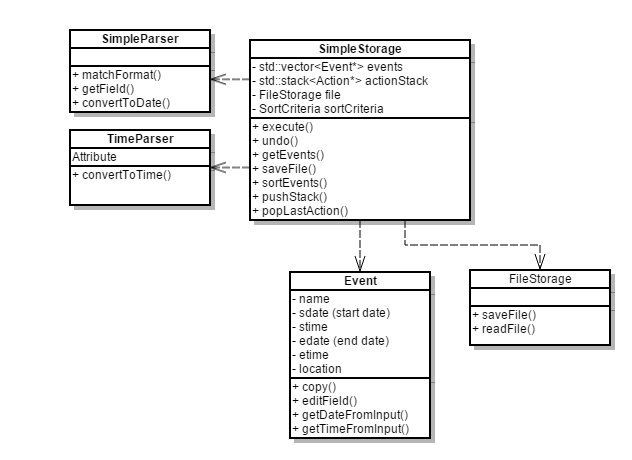 SimpleParser
+ matchFormat()
+ getField()
+ convertToDate()
TimeParser
Attribute
+ convertToTime()
SimpleStorage
- std::vector<Event*> events
- std::stack<Action*> actionStack
- FileStorage file
- SortCriteria sortCriteria
+ execute()
+ undo()
+ getEvents()
+ saveFile()
+ sortEvents()
+ pushStack()
+ popLastAction()
Event
- name
- sdate (start date)
- stime
- edate (end date)
- etime
- location
+ copy()
+ editField()
+ getDateFromInput()
+ getTimeFromInput()
FileStorage
+ saveFile()
+ readFile()